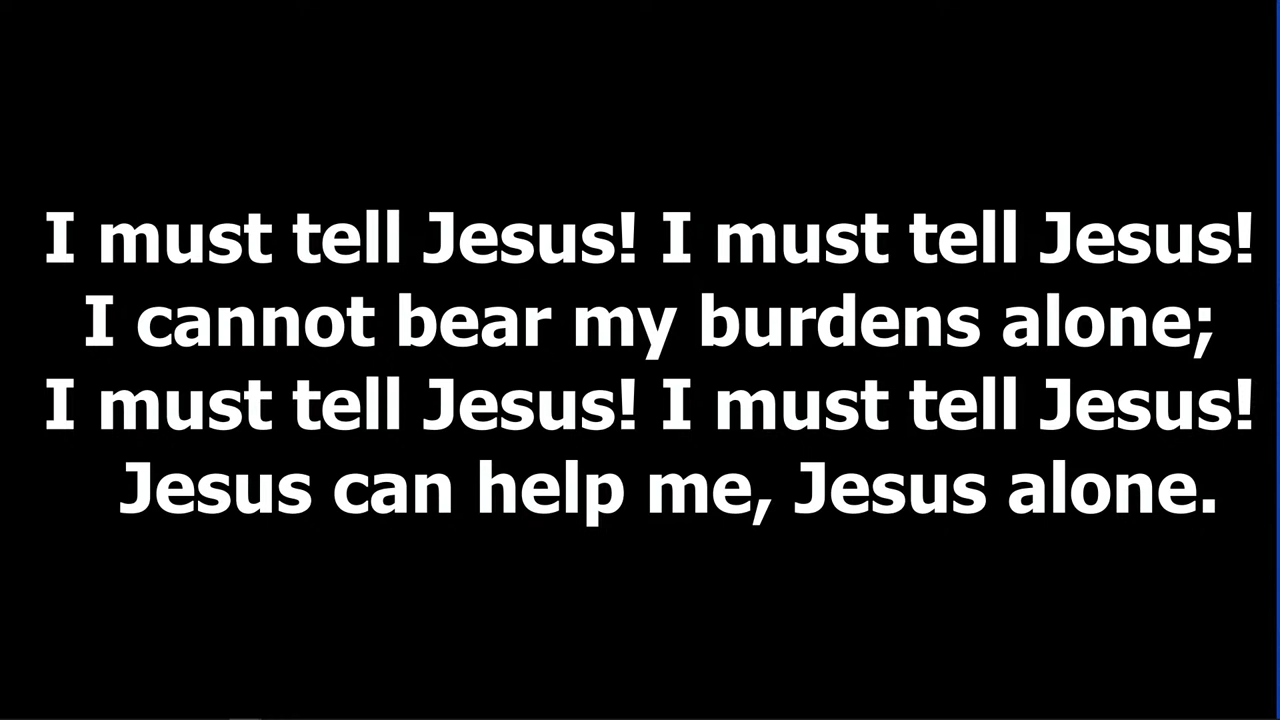 I must tell Jesus! I must tell Jesus!
I cannot bear my burdens alone;
I must tell Jesus! I must tell Jesus!
Jesus can help me, Jesus alone.